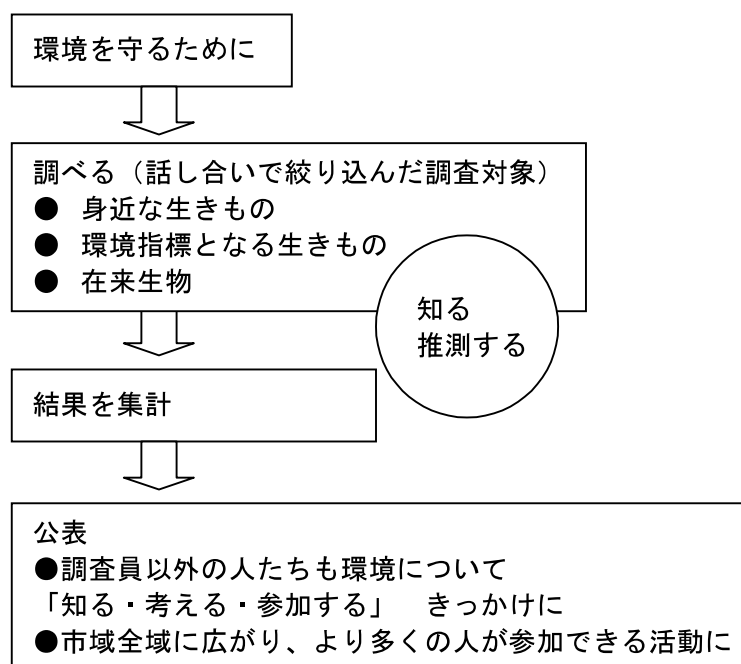 環境を守るために
調べる（話し合いで絞り込んだ調査対象）
●　身近な生きもの
●　環境指標となる生きもの
●　在来生物
知る
推測する
結果を集計
公表
●調査員以外の人たちも環境について
「知る・考える・参加する」　きっかけに
●市域全域に広がり、より多くの人が参加できる活動に